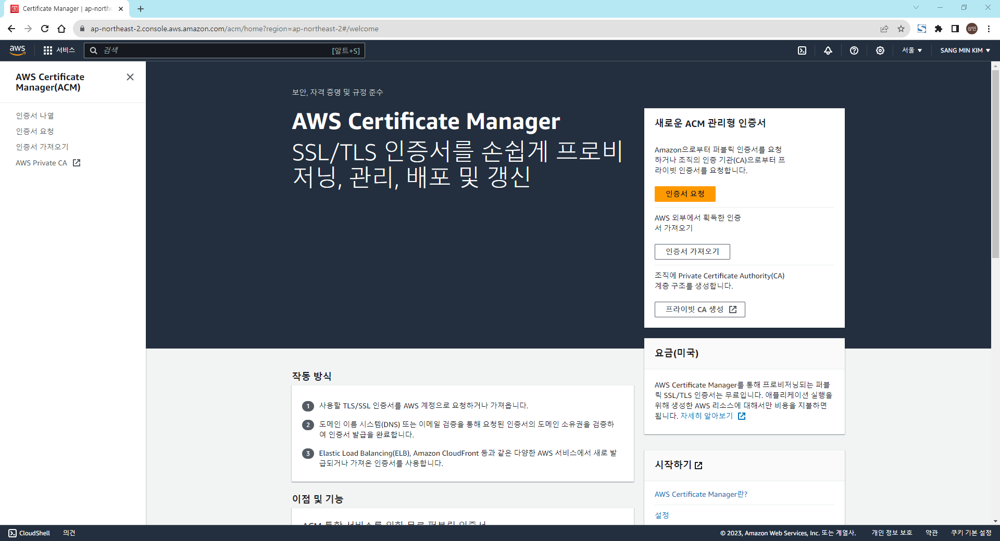 Certificate Manager | ap-northe
ap-northeast-2.console.aws.amazon.com/acm/home?region=ap-northeast-2#/welcome
상민
aws
서비스
검색
[알트+S]
서울
SANG MIN KIM
AWS Certificate
Manager(ACM)
인증서 나열
인증서 요청
인증서 가져오기
AWS Private CA
보안, 자격 증명 및 규정 준수
AWS Certificate Manager
SSL/TLS 인증서를 손쉽게 프로비
저닝, 관리, 배포 및 갱신
새로운 ACM 관리형 인증서
Amazon으로부터 퍼블릭 인증서를 요청
하거나 조직의 인증 기관(CA)으로부터 프
라이빗 인증서를 요청합니다.
인증서 요청
AWS 외부에서 획득한 인증
서 가져오기
인증서 가져오기
조직에 Private Certificate Authority(CA)
계층 구조를 생성합니다.
프라이빗 CA 생성
요금(미국)
AWS Certificate Manager를 통해 프로비저닝되는 퍼블
릭 SSL/TLS 인증서는 무료입니다. 애플리케이션 실행을
위해 생성한 AWS 리소스에 대해서만 비용을 지불하면
됩니다. 자세히 알아보기
작동 방식
1 사용할 TLS/SSL 인증서를 AWS 계정으로 요청하거나 가져옵니다.
2 도메인 이름 시스템(DNS) 또는 이메일 검증을 통해 요청된 인증서의 도메인 소유권을 검증하
여 인증서 발급을 완료합니다.
3 Elastic Load Balancing(ELB), Amazon CloudFront 등과 같은 다양한 AWS 서비스에서 새로 발
급되거나 가져온 인증서를 사용합니다.
시작하기
AWS Certificate Manager란?
설정
이점 및 기능
ACM 통합 서비스를 위한 무료 퍼블릭 인증서
CloudShell
의견
© 2023, Amazon Web Services, Inc. 또는 계열사.
개인 정보 보호
약관
쿠키 기본 설정